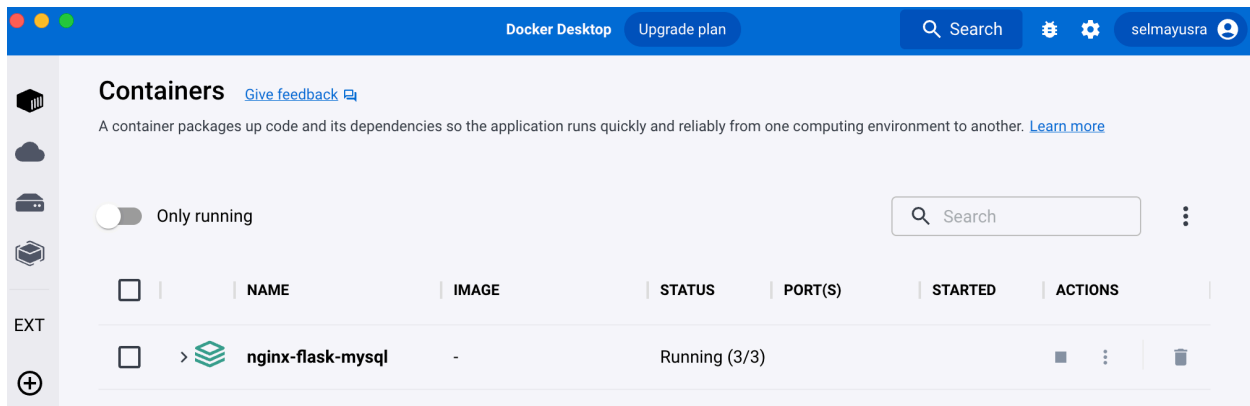 Docker Desktop Upgrade plan Search selmayusra
Containers Give feedback
A container packages up code and its dependencies so the application runs quickly and reliably from one computing environment to another. Learn more
Only running Search
NAME IMAGE STATUS PORT(S) STARTED ACTIONS
EXT
nginx-flask-mysql - Running (3/3)